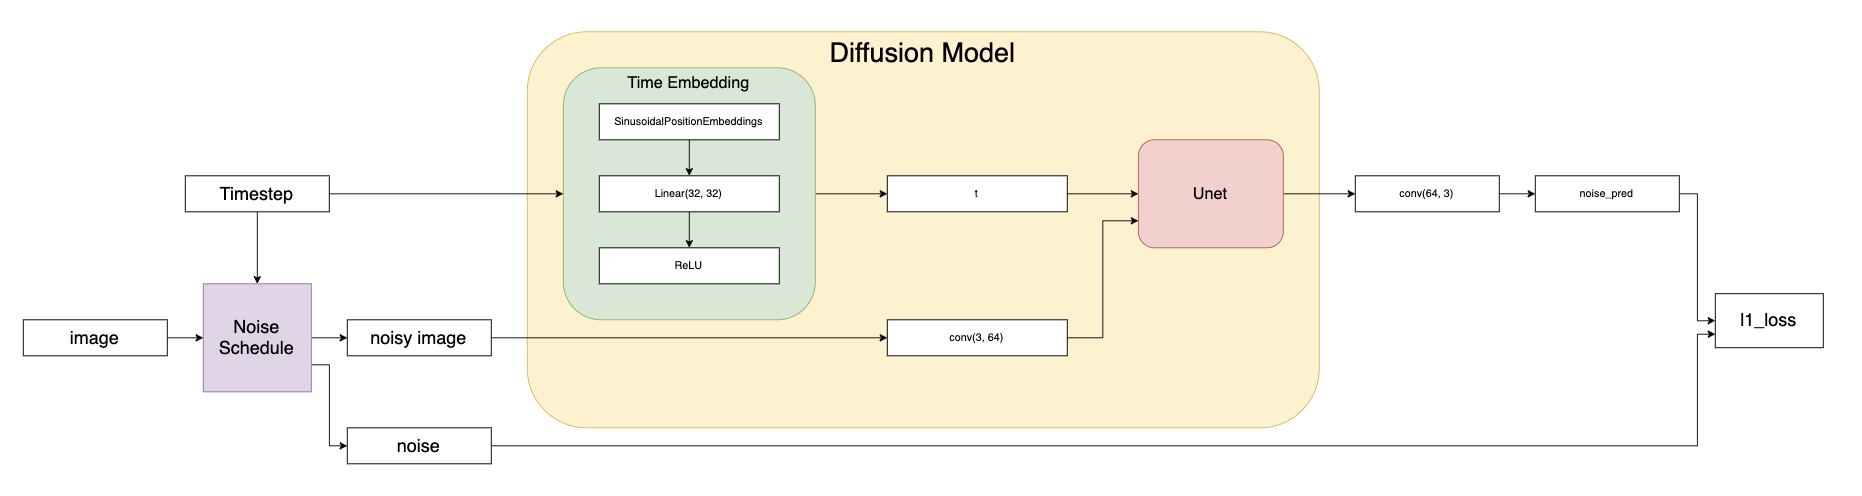 Diffusion Model
Time Embedding
SinusoidalPositionEmbeddings
Linear(32, 32)
ReLU
Timestep
t
Unet
conv(64, 3)
noise_pred
image
Noise
Schedule
noisy image
conv(3, 64)
l1_loss
noise